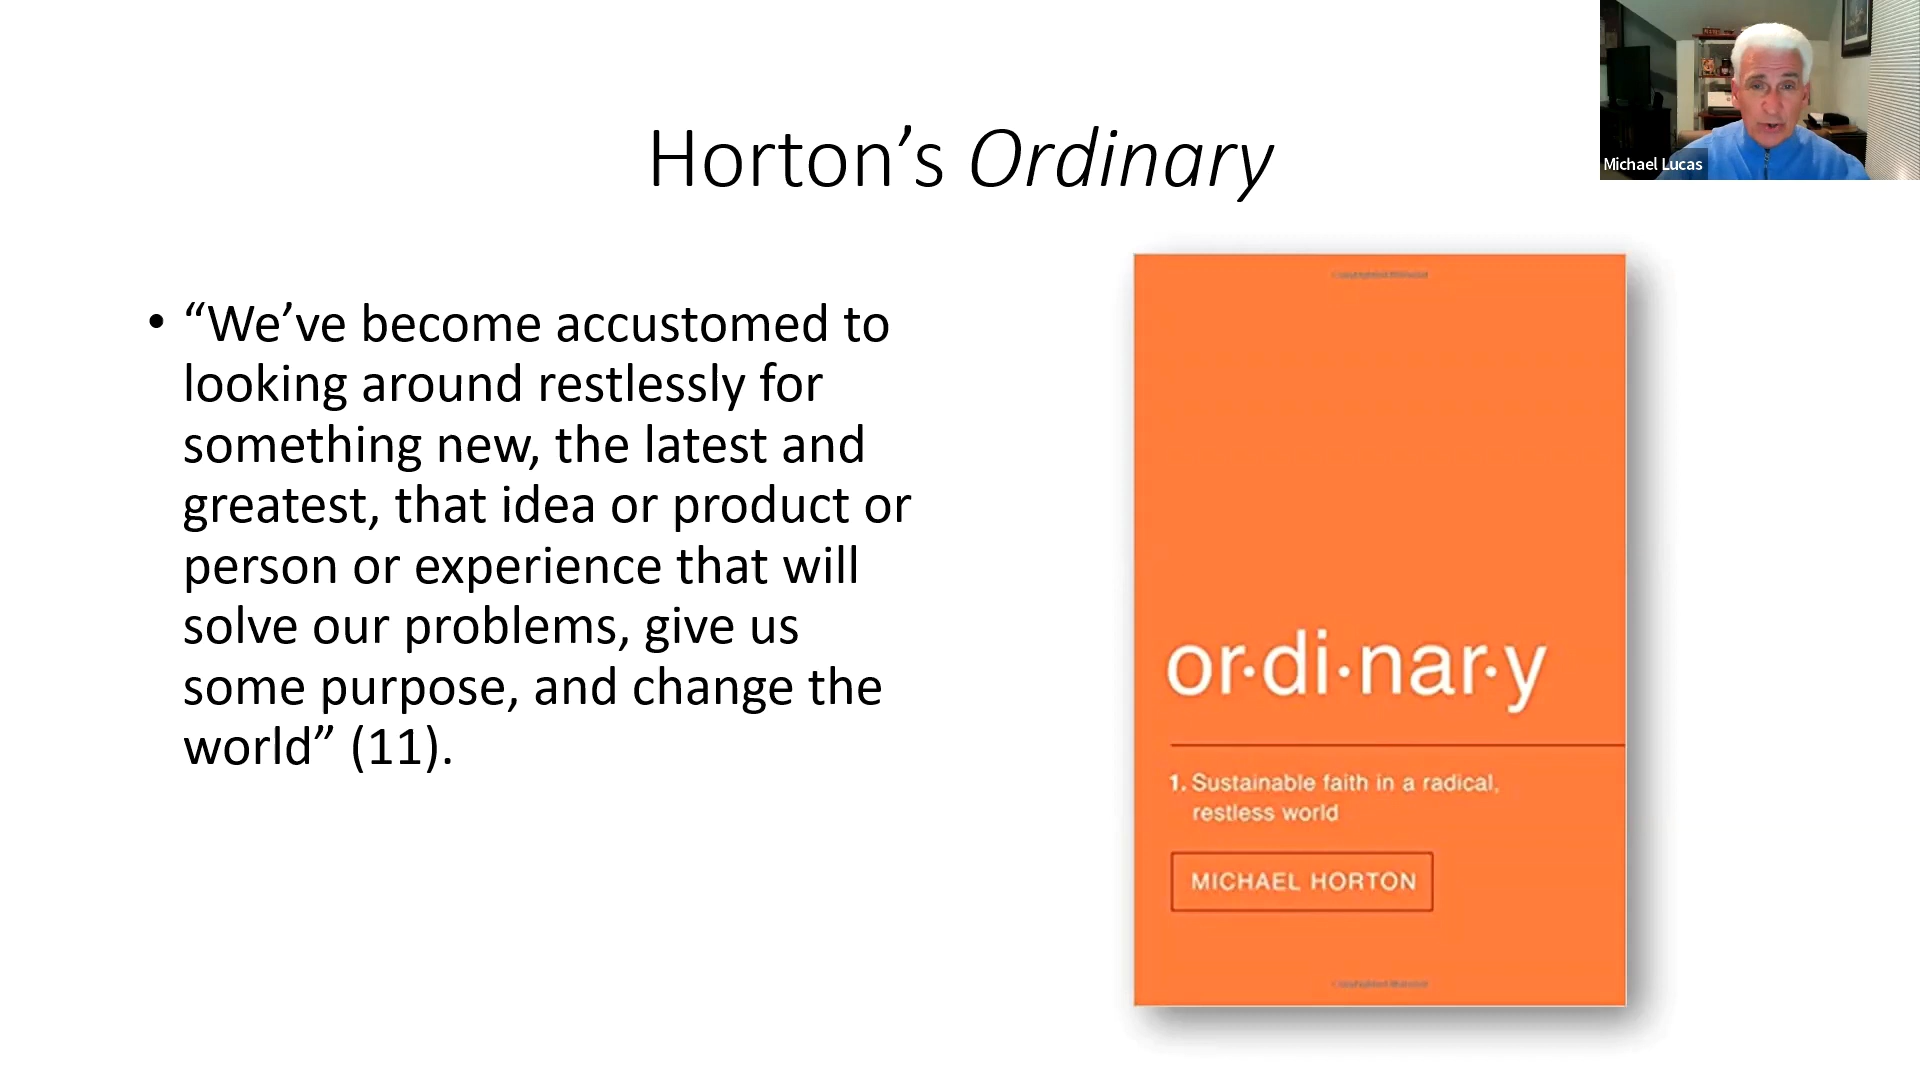 Horton’s Ordinary
Michael Lucas
• “We’ve become accustomed to
looking around restlessly for
something new, the latest and
greatest, that idea or product or
person or experience that will
solve our problems, give us
some purpose, and change the
world” (11).
or·di·nar·y
1. Sustainable faith in a radical,
restless world
MICHAEL HORTON